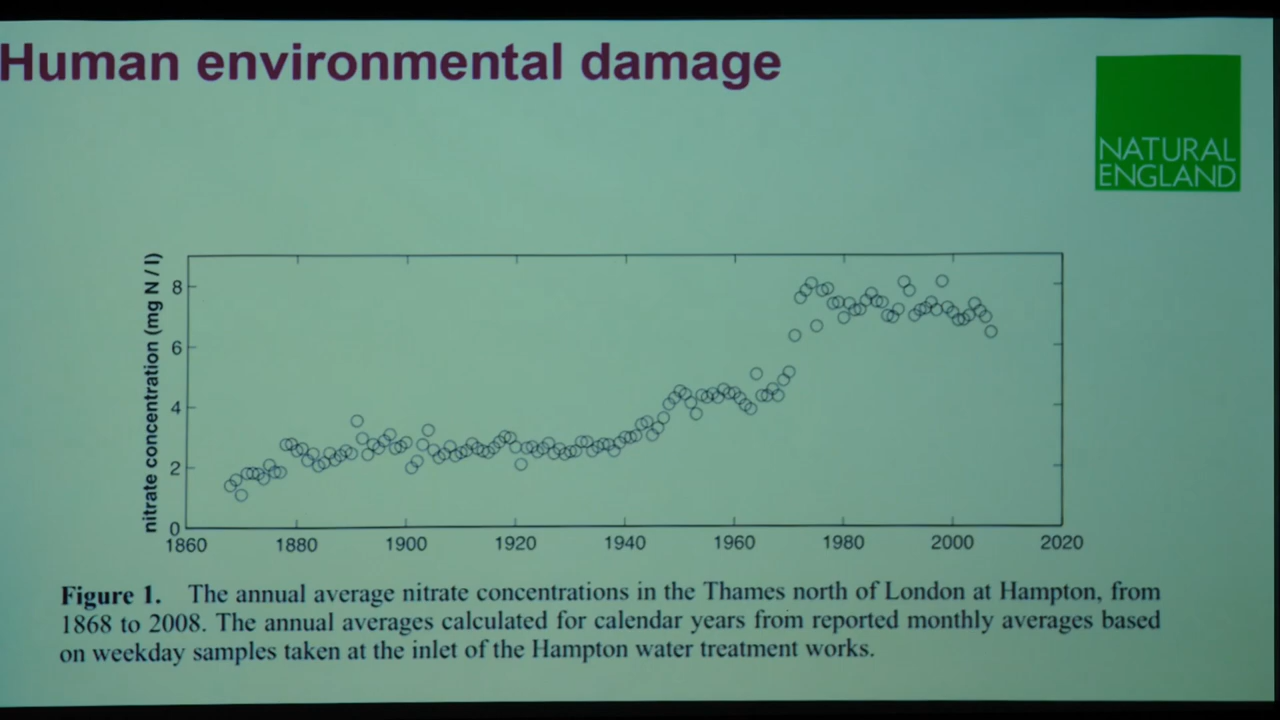 Human environmental damage
NATURAL
ENGLAND
nitrate concentration (mg N / l)
8
6
4
2
0
1860 1880 1900 1920 1940 1960 1980 2000 2020
Figure 1. The annual average nitrate concentrations in the Thames north of London at Hampton, from
1868 to 2008. The annual averages calculated for calendar years from reported monthly averages based
on weekday samples taken at the inlet of the Hampton water treatment works.